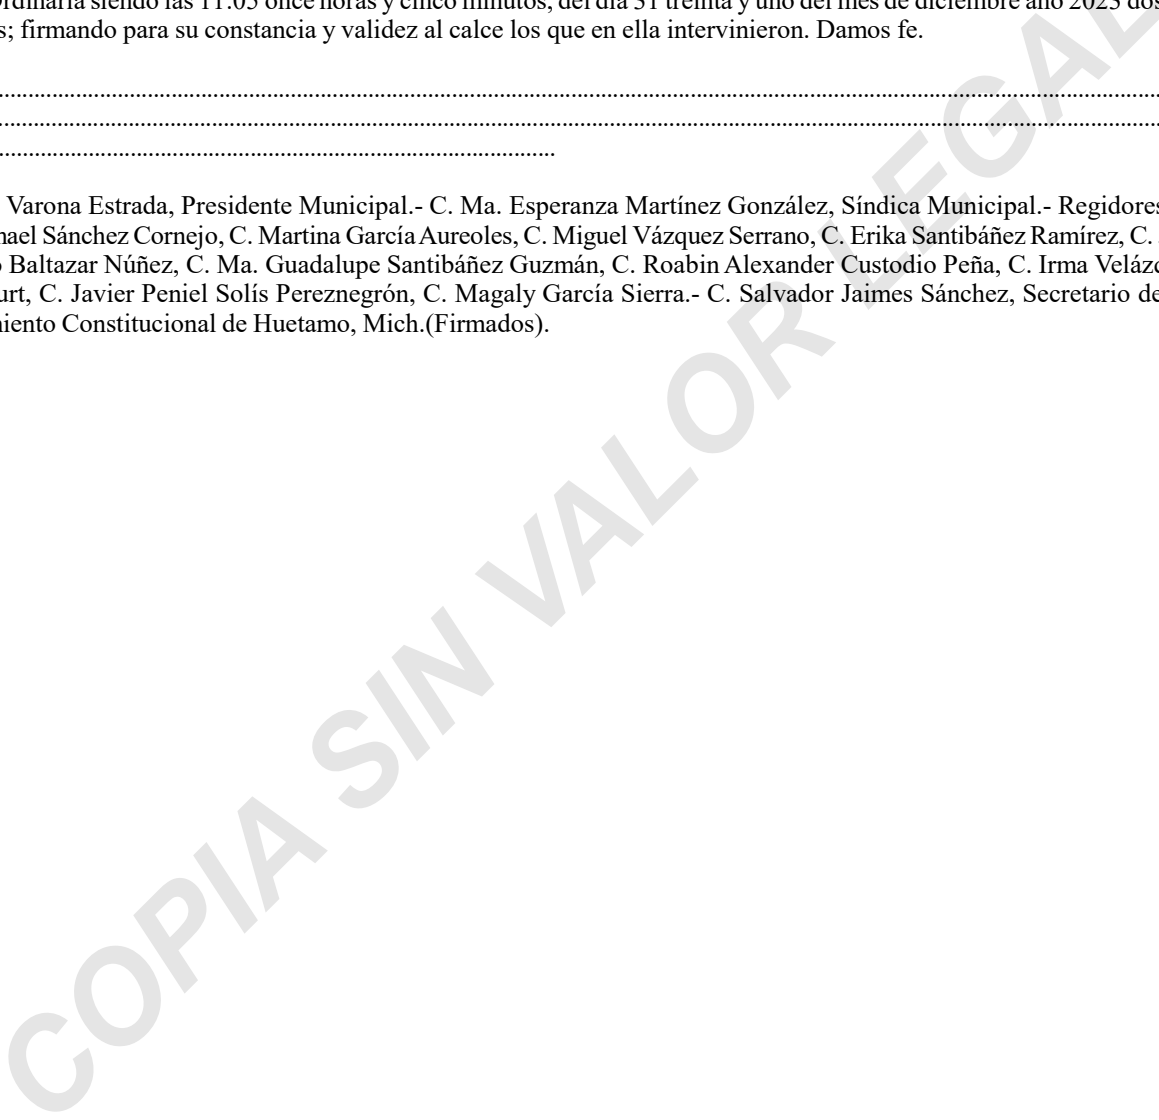 Ordinaria siendo las 11:05 once horas y cinco minutos, del día 31 treinta y uno del mes de diciembre año 2023 dos
s; firmando para su constancia y validez al calce los que en ella intervinieron. Damos fe.
..........................................................................................................................................................................
..........................................................................................................................................................................
....................................................................................
Varona Estrada, Presidente Municipal.- C. Ma. Esperanza Martínez González, Síndica Municipal.- Regidores
mael Sánchez Cornejo, C. Martina García Aureoles, C. Miguel Vázquez Serrano, C. Erika Santibáñez Ramírez, C.
o Baltazar Núñez, C. Ma. Guadalupe Santibáñez Guzmán, C. Roabin Alexander Custodio Peña, C. Irma Velázq
urt, C. Javier Peniel Solís Pereznegrón, C. Magaly García Sierra.- C. Salvador Jaimes Sánchez, Secretario de
miento Constitucional de Huetamo, Mich.(Firmados).
COPIA SIN VALOR LEGAL